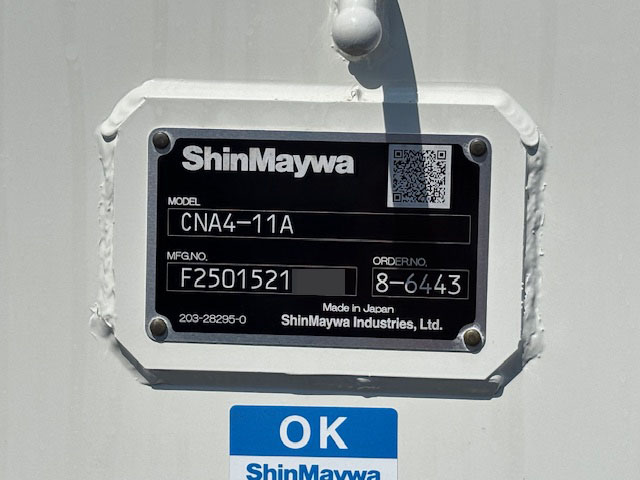 ShinMaywa
MODEL
CNA4-11A
MFG.NO.
ORDER.NO.
F2501521
8-6443
Made in Japan
203-28295-0
ShinMaywa Industries, Ltd.
OK
ShinMaywa